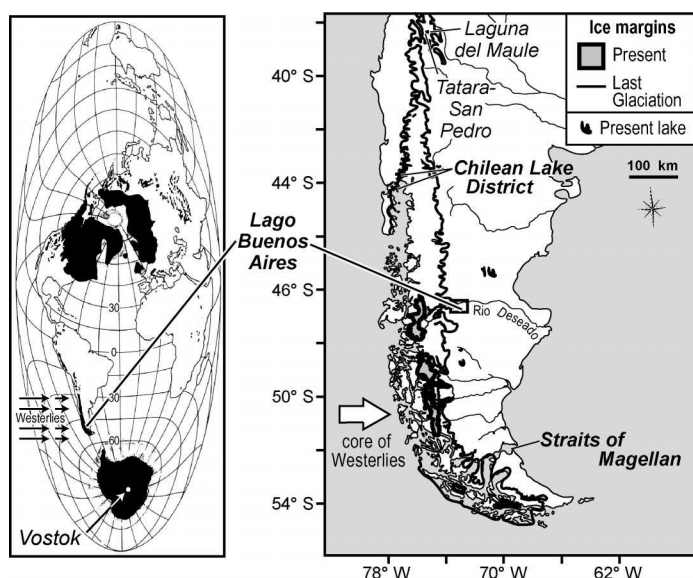 30
0
30
60
Westerlies
Vostok
Lago
Buenos
Aires
Laguna
del Maule
Tatara-
San
Pedro
Chilean Lake
District
Rio Deseado
core of
Westerlies
Straits of
Magellan
Ice margins
Present
Last
Glaciation
Present lake
100 km
40° S
44° S
46° S
50° S
54° S
78° W
70° W
62° W